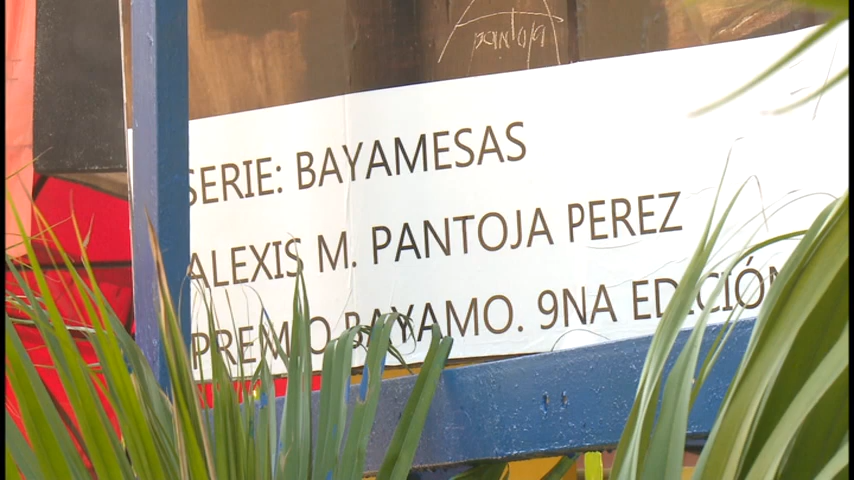 Pantoja
SERIE: BAYAMESAS
ALEXIS M. PANTOJA PEREZ
PREMIO BAYAMO. 9NA EDICIÓN